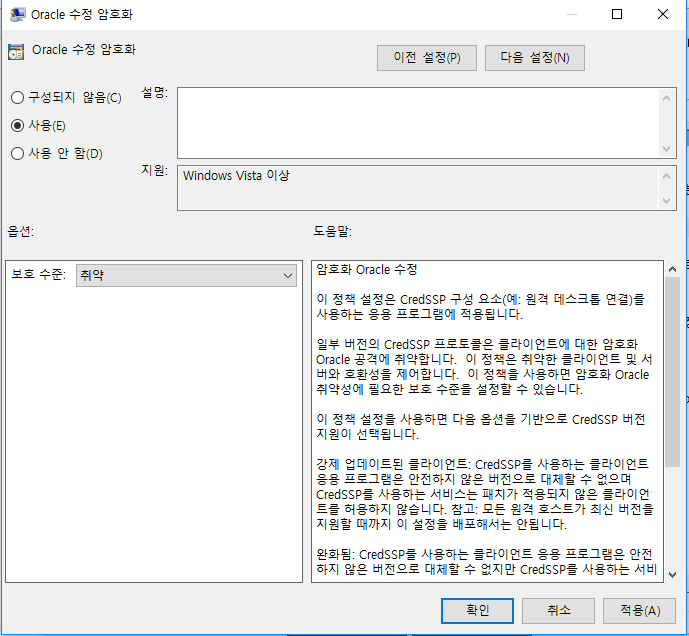 Oracle 수정 암호화
Oracle 수정 암호화
이전 설정(P)
다음 설정(N)
구성되지 않음(C)
설명:
사용(E)
사용 안 함(D)
지원:
Windows Vista 이상
옵션:
도움말:
보호 수준:
취약
암호화 Oracle 수정
이 정책 설정은 CredSSP 구성 요소(예: 원격 데스크톱 연결)를
사용하는 응용 프로그램에 적용됩니다.
일부 버전의 CredSSP 프로토콜은 클라이언트에 대한 암호화
Oracle 공격에 취약합니다. 이 정책은 취약한 클라이언트 및 서
버와 호환성을 제어합니다. 이 정책을 사용하면 암호화 Oracle
취약성에 필요한 보호 수준을 설정할 수 있습니다.
이 정책 설정을 사용하면 다음 옵션을 기반으로 CredSSP 버전
지원이 선택됩니다.
강제 업데이트된 클라이언트: CredSSP를 사용하는 클라이언트
응용 프로그램은 안전하지 않은 버전으로 대체할 수 없으며
CredSSP를 사용하는 서비스는 패치가 적용되지 않은 클라이언
트를 허용하지 않습니다. 참고: 모든 원격 호스트가 최신 버전을
지원할 때까지 이 설정을 배포해서는 안됩니다.
완화됨: CredSSP를 사용하는 클라이언트 응용 프로그램은 안전
하지 않은 버전으로 대체할 수 없지만 CredSSP를 사용하는 서비
확인
취소
적용(A)